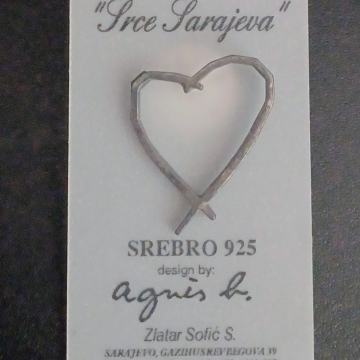 "Srce Sarajeva"
SREBRO 925
design by:
agnès b.
Zlatar Sofić S.
SARAJEVO, GAZIHUSREVBEGOVA 39